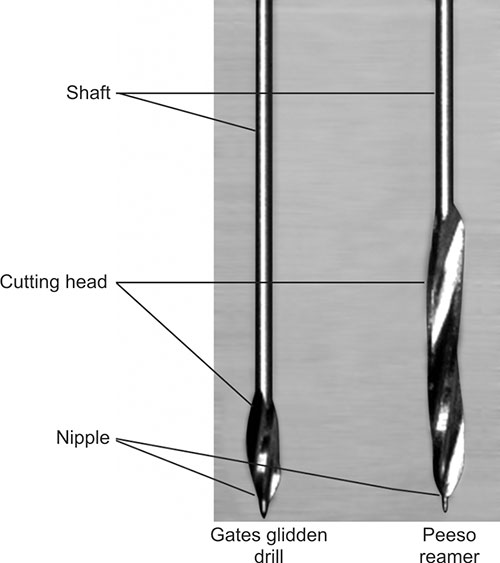 Shaft
Cutting head
Nipple
Gates glidden
drill
Peeso
reamer